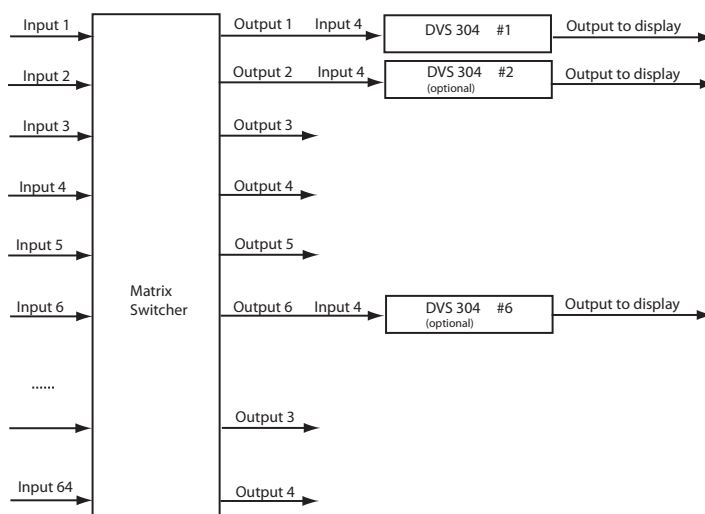 Input 1
Output 1
Input 4
DVS 304 #1
Output to display
Input 2
Output 2
Input 4
DVS 304 #2
(optional)
Output to display
Input 3
Output 3
Input 4
Output 4
Input 5
Output 5
Matrix
Switcher
Input 6
Output 6
Input 4
DVS 304 #6
(optional)
Output to display
......
Output 3
Input 64
Output 4